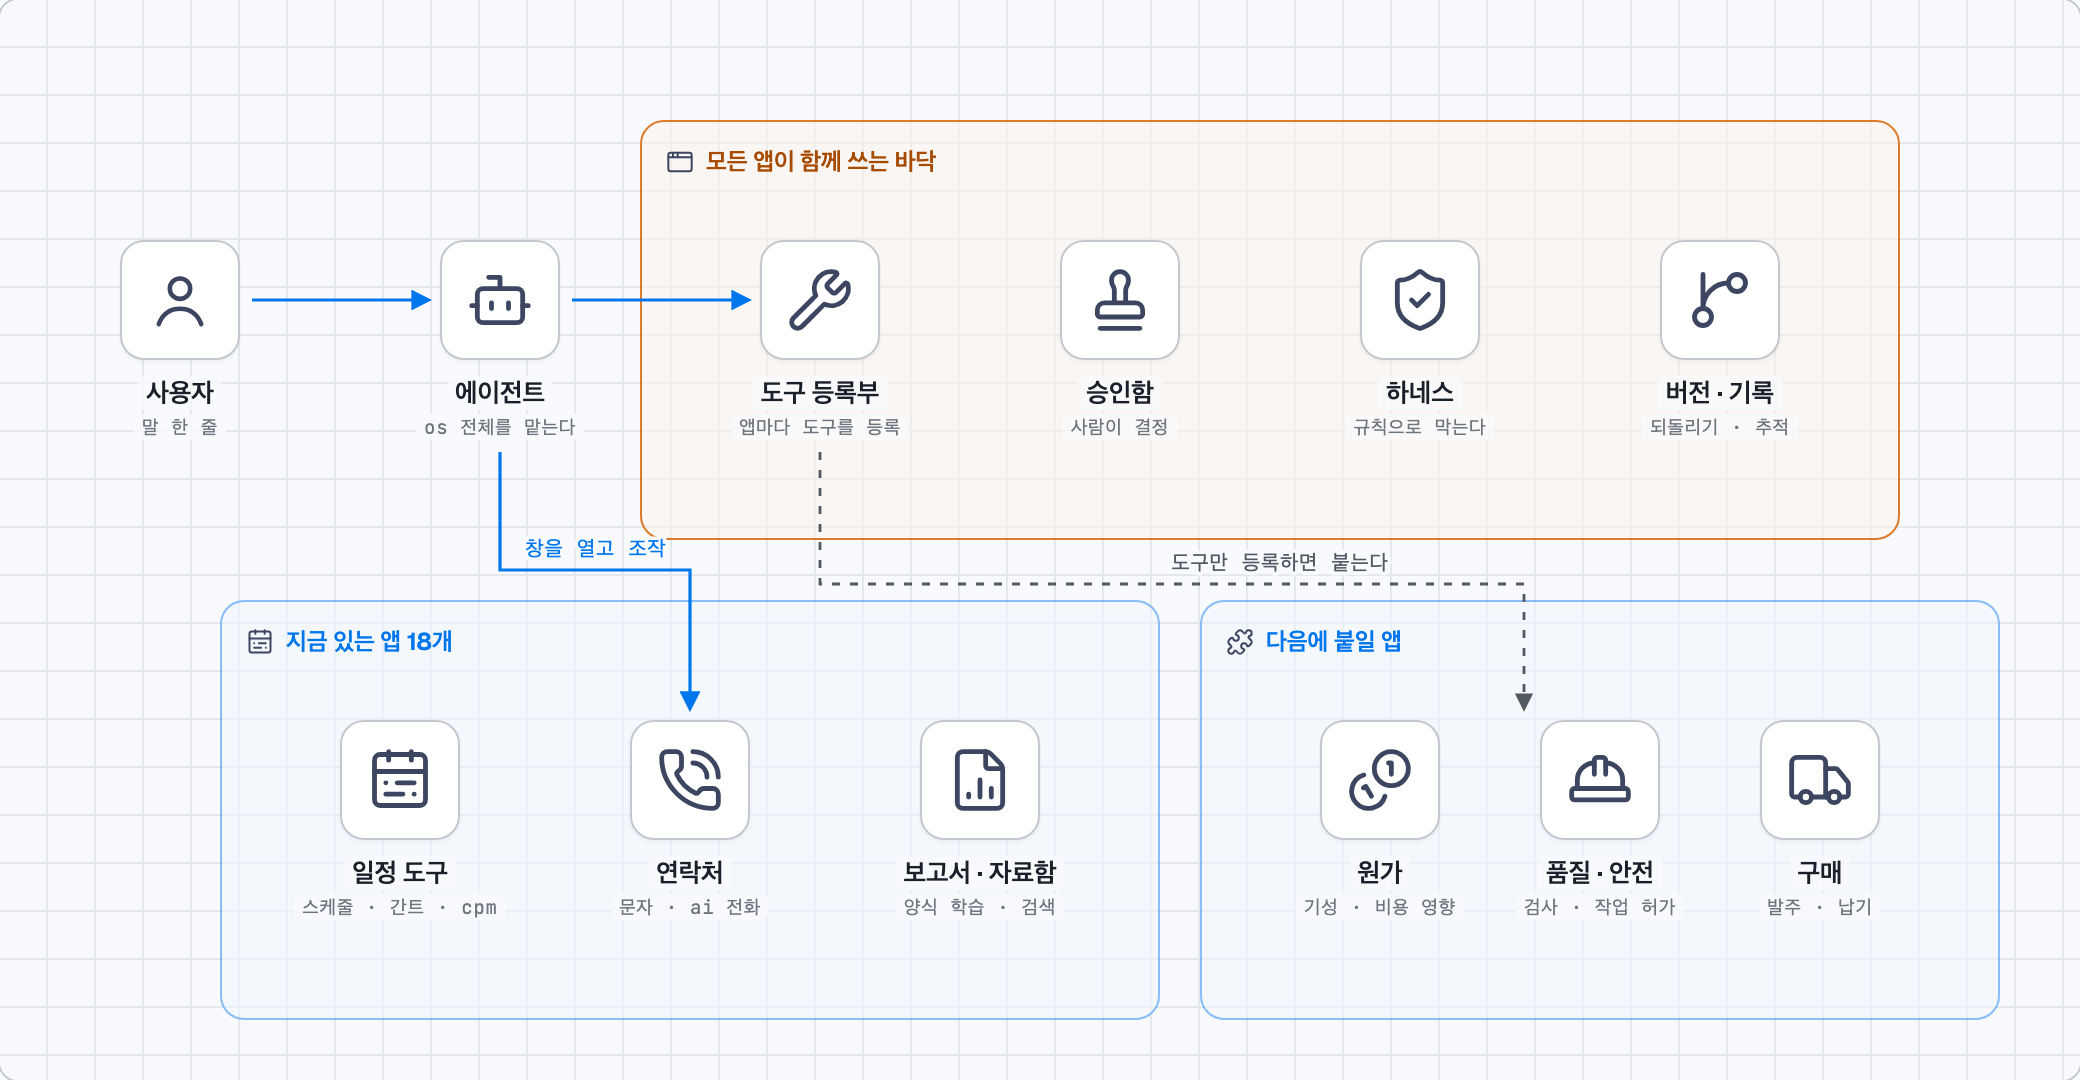 모든 앱이 함께 쓰는 바닥
사용자
말 한 줄
에이전트
os 전체를 맡는다
도구 등록부
앱마다 도구를 등록
승인함
사람이 결정
하네스
규칙으로 막는다
버전 · 기록
되돌리기 · 추적
창을 열고 조작
도구만 등록하면 붙는다
지금 있는 앱 18개
일정 도구
스케줄 · 간트 · cpm
연락처
문자 · ai 전화
보고서 · 자료함
양식 학습 · 검색
다음에 붙일 앱
원가
기성 · 비용 영향
품질 · 안전
검사 · 작업 허가
구매
발주 · 납기